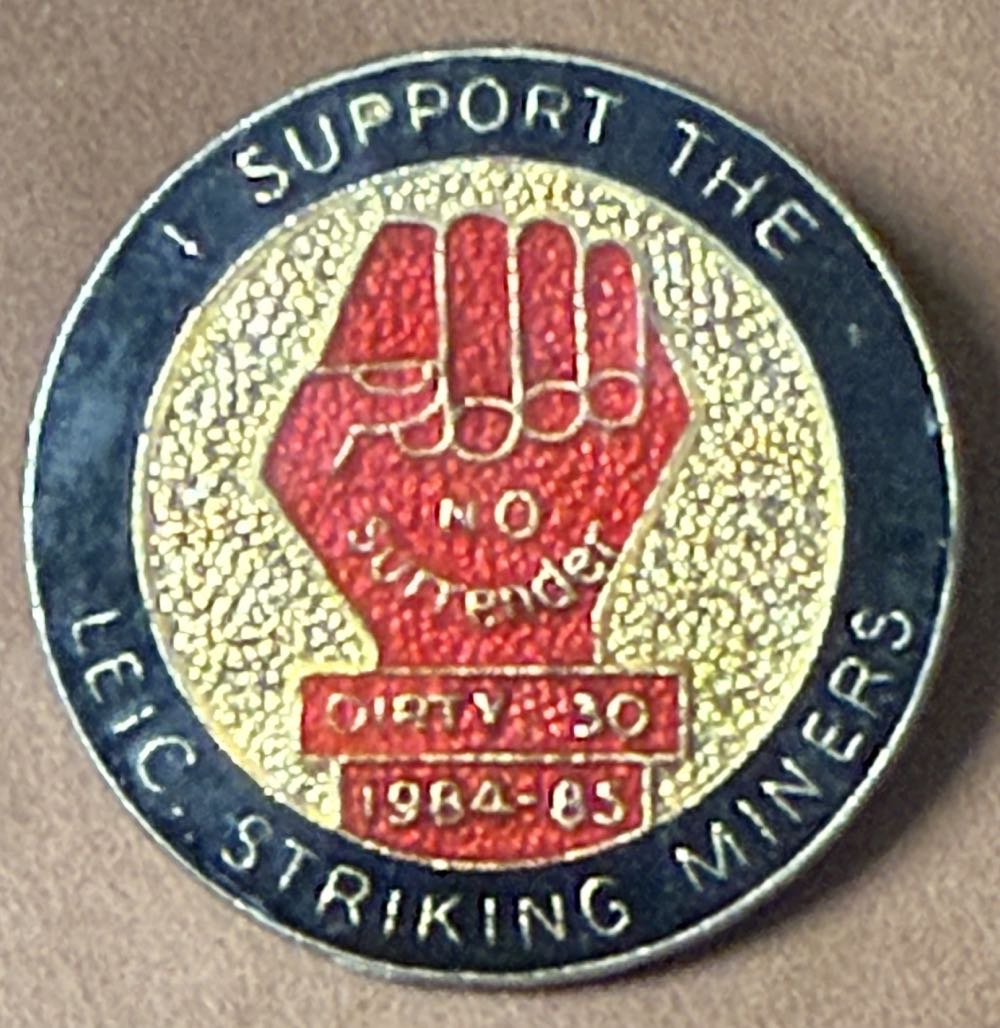 I SUPPORT THE
NO
surrender
DIRTY 30
1984-85
LEIC. STRIKING MINERS